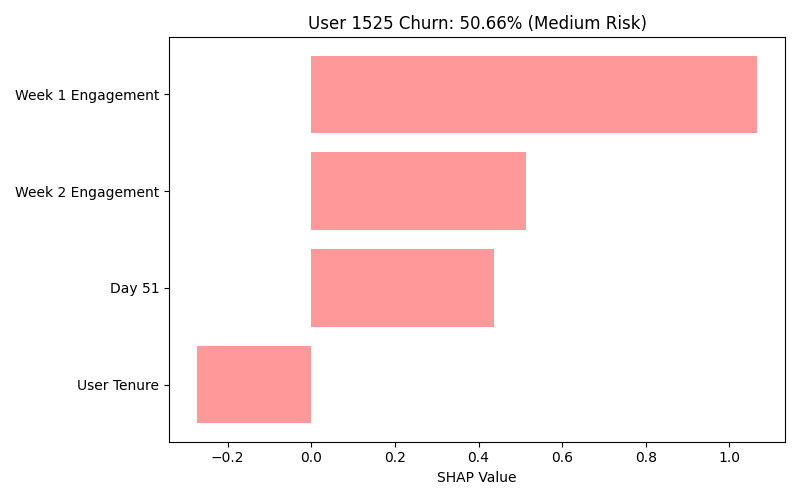 User 1525 Churn: 50.66% (Medium Risk)
Week 1 Engagement
Week 2 Engagement
Day 51
User Tenure
−0.2 0.0 0.2 0.4 0.6 0.8 1.0
SHAP Value